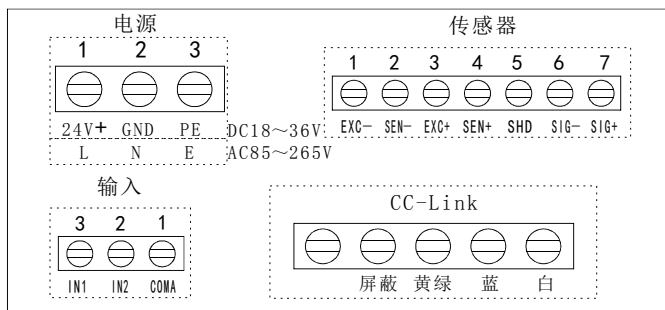 电源
1 2 3
24V+ GND PE DC18～36V
L N E AC85～265V
传感器
1 2 3 4 5 6 7
EXC— SEN— EXC+ SEN+ SHD SIG— SIG+
输入
3 2 1
IN1 IN2 COMA
CC-Link
屏蔽 黄绿 蓝 白